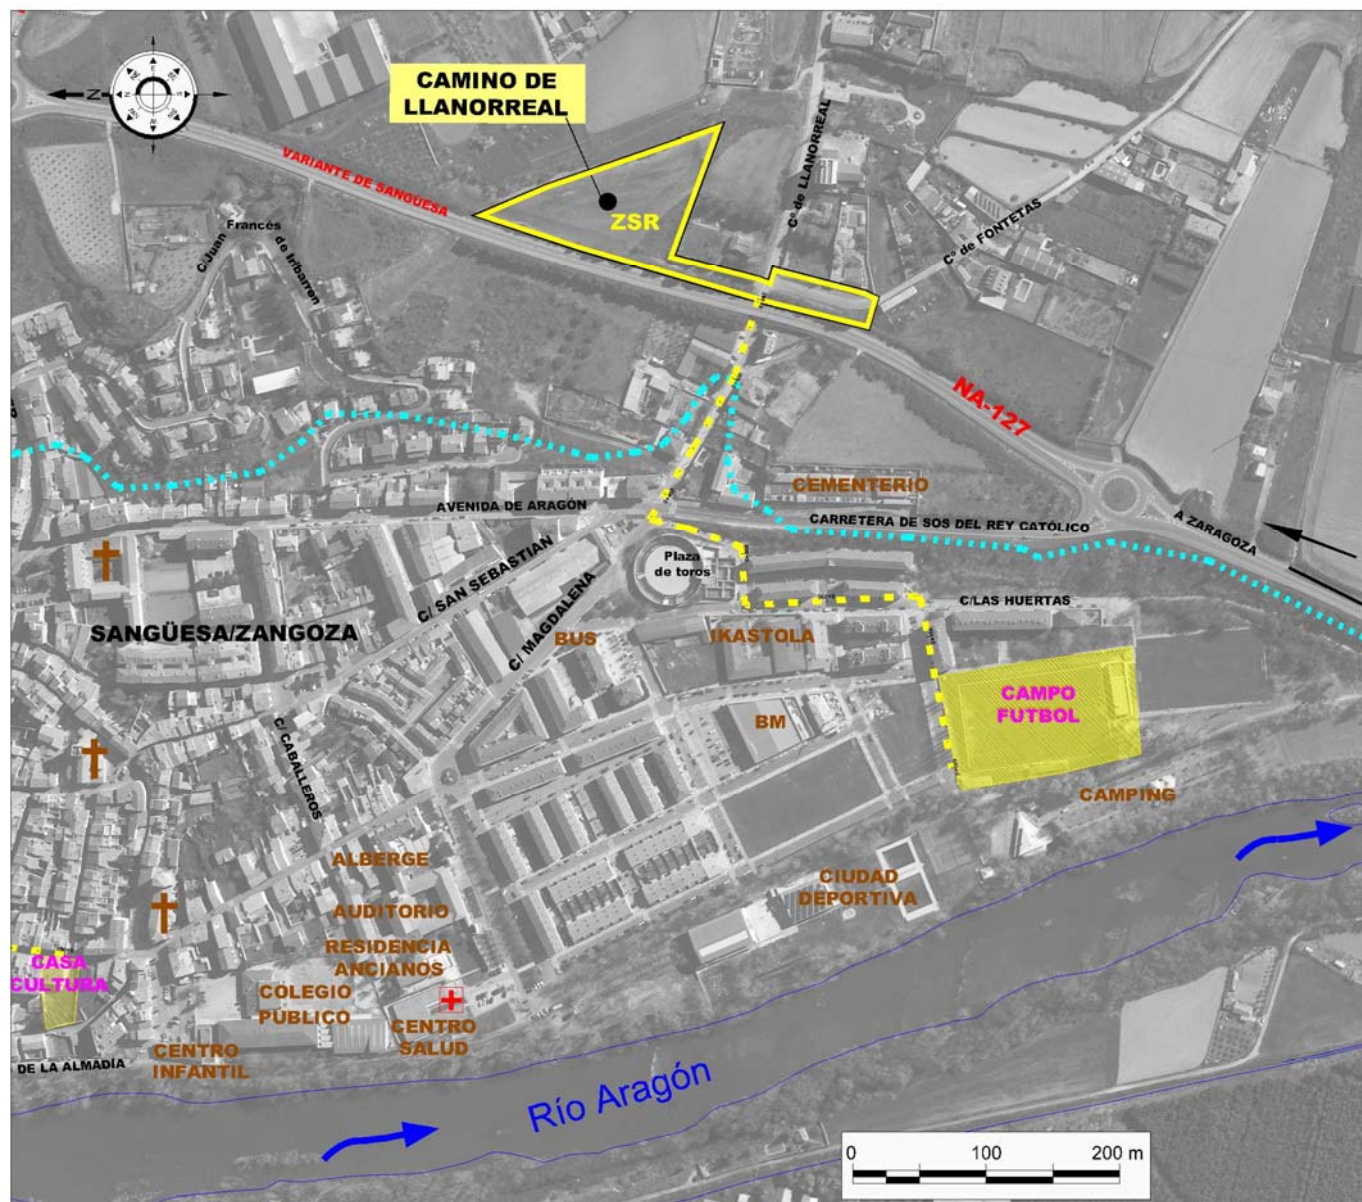 CAMINO DE
LLANORREAL
N
VARIANTE DE SANGÜESA
ZSR
Cº de LLANORREAL
Cº de FONTETAS
C/Juan
Francés
de Iribarren
NA-127
AVENIDA DE ARAGÓN
CEMENTERIO
CARRETERA DE SOS DEL REY CATÓLICO
A ZARAGOZA
Plaza
de toros
C/ SAN SEBASTIAN
C/ MAGDALENA
C/LAS HUERTAS
SANGÜESA/ZANGOZA
BUS
IKASTOLA
CAMPO
FUTBOL
BM
C/ CABALLEROS
CAMPING
ALBERGE
CIUDAD
DEPORTIVA
AUDITORIO
RESIDENCIA
ANCIANOS
CASA
CULTURA
COLEGIO
PÚBLICO
CENTRO
SALUD
CENTRO
INFANTIL
DE LA ALMADÍA
Río Aragón
0 100 200 m